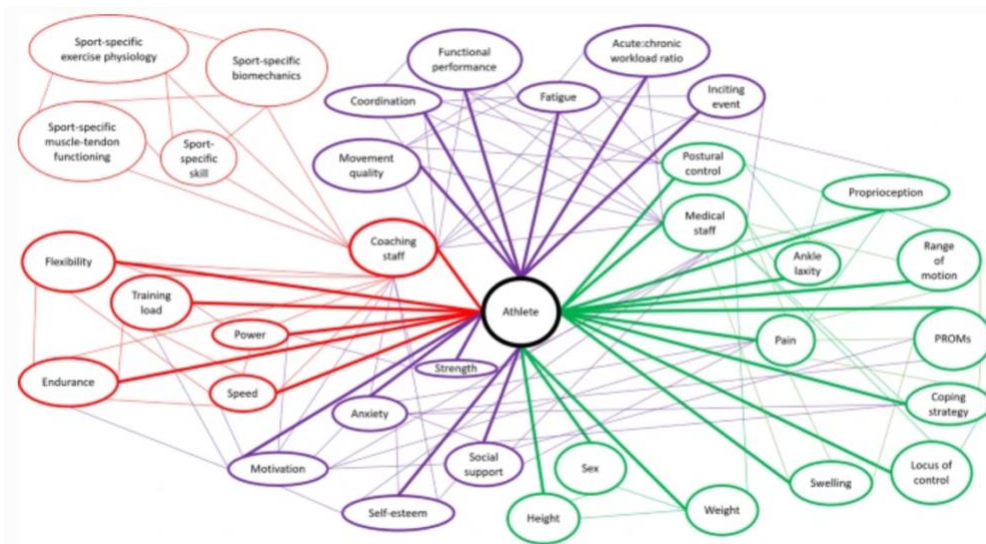 Sport-specific
exercise physiology
Sport-specific
biomechanics
Functional
performance
Acute:chronic
workload ratio
Coordination
Fatigue
Inciting
event
Sport-specific
muscle-tendon
functioning
Sport-
specific
skill
Movement
quality
Postural
control
Proprioception
Medical
staff
Coaching
staff
Flexibility
Ankle
laxity
Range
of
motion
Training
load
Athlete
Power
Pain
PROMs
Strength
Endurance
Speed
Anxiety
Coping
strategy
Motivation
Social
support
Sex
Swelling
Locus of
control
Self-esteem
Height
Weight